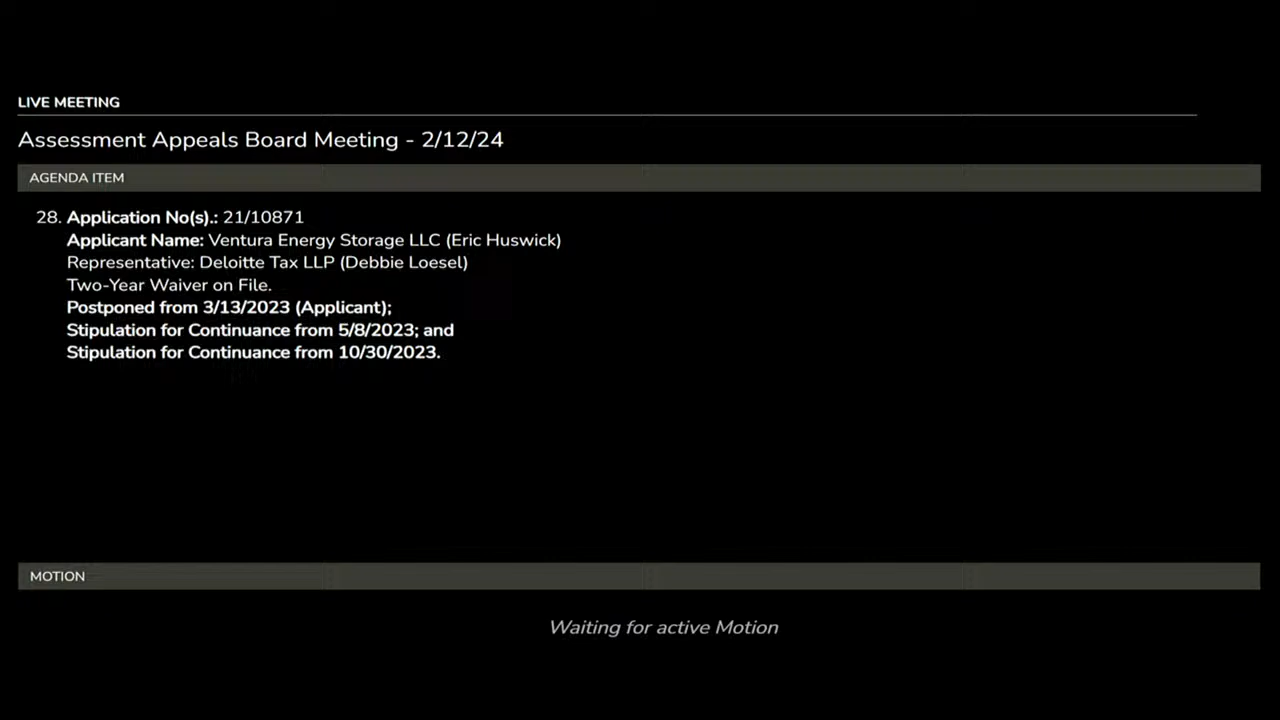 LIVE MEETING
Assessment Appeals Board Meeting - 2/12/24
AGENDA ITEM
28. Application No(s).: 21/10871
Applicant Name: Ventura Energy Storage LLC (Eric Huswick)
Representative: Deloitte Tax LLP (Debbie Loesel)
Two-Year Waiver on File.
Postponed from 3/13/2023 (Applicant);
Stipulation for Continuance from 5/8/2023; and
Stipulation for Continuance from 10/30/2023.
MOTION
Waiting for active Motion